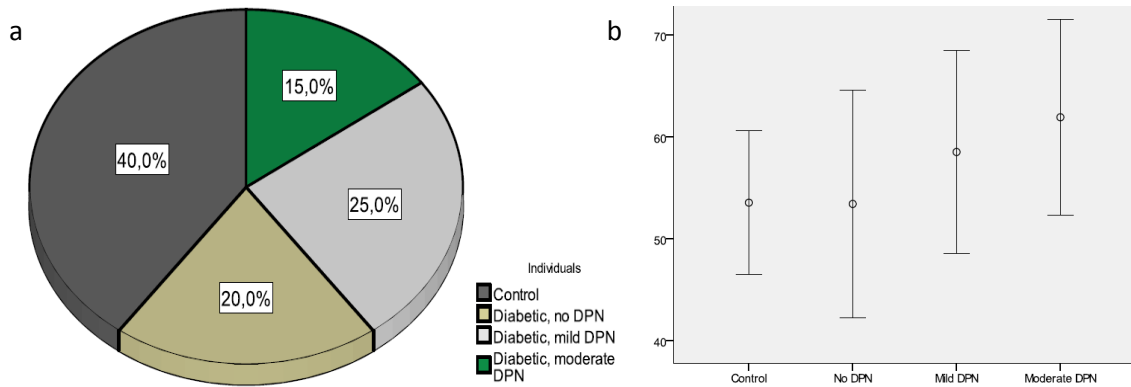 a
15,0%
40,0%
25,0%
20,0%
Individuals
Control
Diabetic, no DPN
Diabetic, mild DPN
Diabetic, moderate
DPN
b
70
60
50
40
Control
No DPN
Mild DPN
Moderate DPN